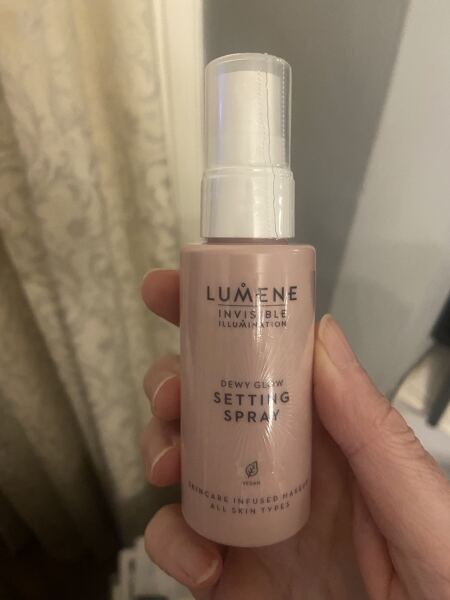 LUMENE
INVISIBLE
ILLUMINATION
DEWY GLOW
SETTING
SPRAY
VEGAN
SKINCARE INFUSED MAKEUP
ALL SKIN TYPES